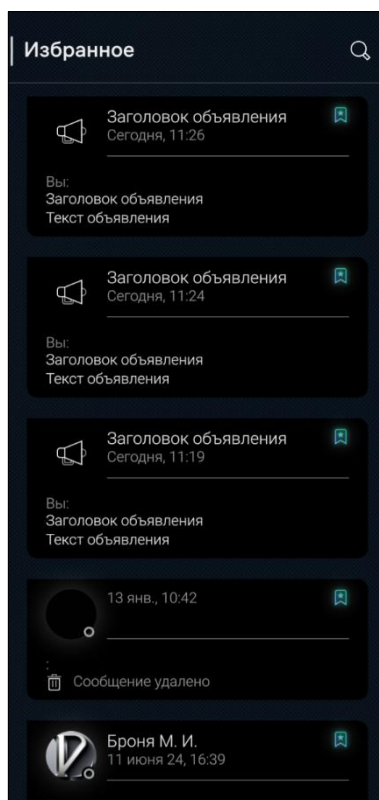 Избранное
Заголовок объявления
Сегодня, 11:26
Вы:
Заголовок объявления
Текст объявления
Заголовок объявления
Сегодня, 11:24
Вы:
Заголовок объявления
Текст объявления
Заголовок объявления
Сегодня, 11:19
Вы:
Заголовок объявления
Текст объявления
13 янв., 10:42
:
Сообщение удалено
Броня М. И.
11 июня 24, 16:39